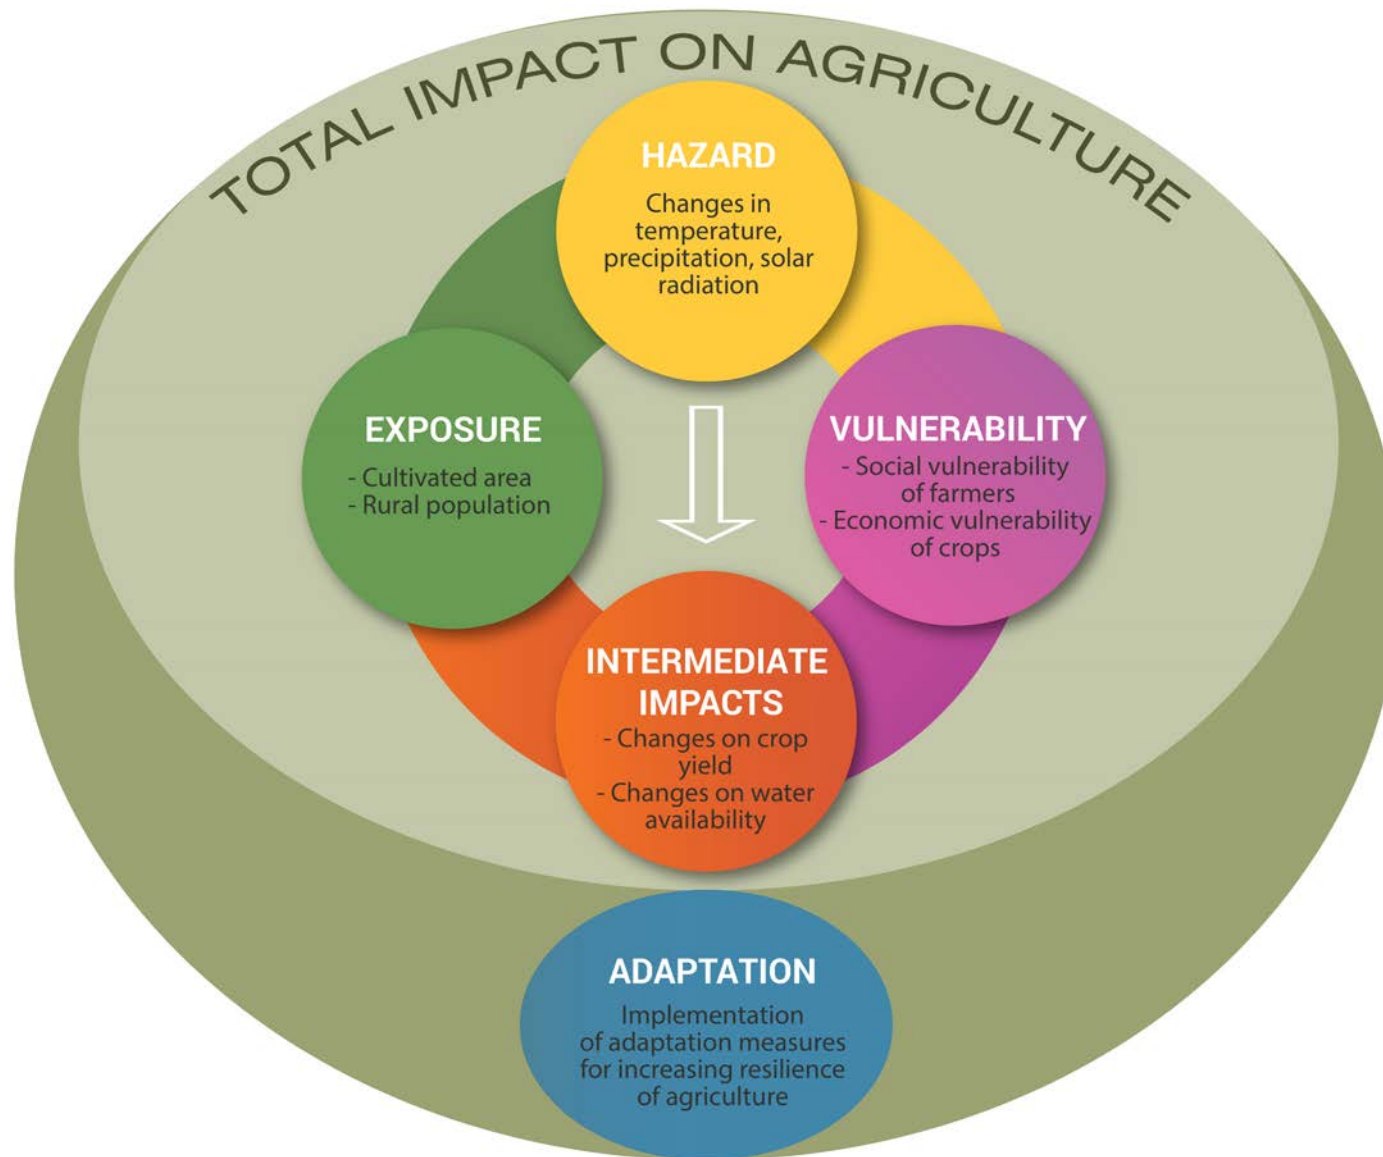 TOTAL IMPACT ON AGRICULTURE
HAZARD
Changes in
temperature,
precipitation, solar
radiation
EXPOSURE
- Cultivated area
- Rural population
VULNERABILITY
- Social vulnerability
of farmers
- Economic vulnerability
of crops
INTERMEDIATE
IMPACTS
- Changes on crop
yield
- Changes on water
availability
ADAPTATION
Implementation
of adaptation measures
for increasing resilience
of agriculture